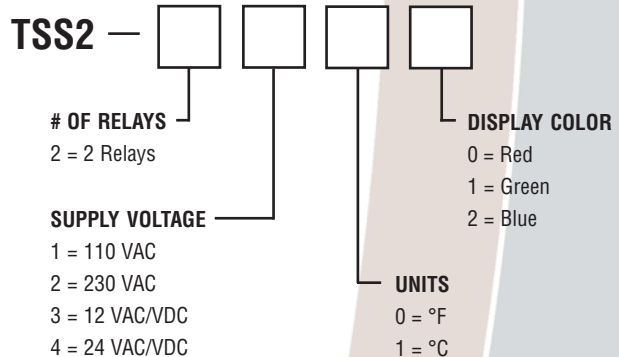 TSS2 —
# OF RELAYS
2 = 2 Relays
SUPPLY VOLTAGE
1 = 110 VAC
2 = 230 VAC
3 = 12 VAC/VDC
4 = 24 VAC/VDC
UNITS
0 = °F
1 = °C
DISPLAY COLOR
0 = Red
1 = Green
2 = Blue